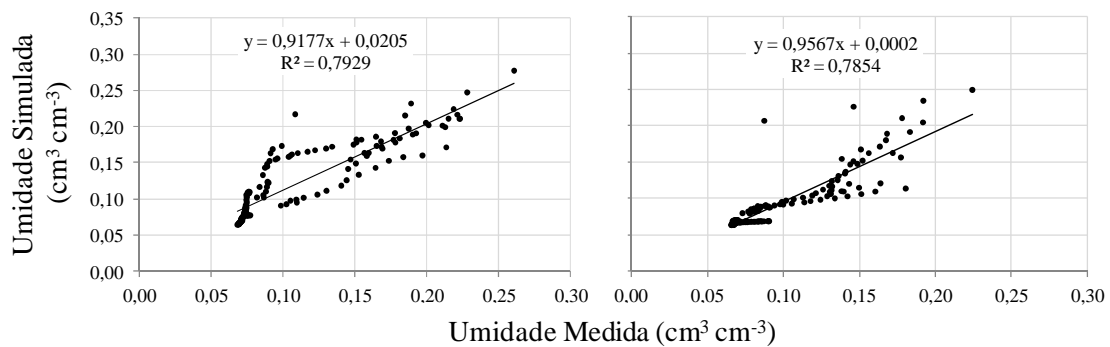 Umidade Simulada
(cm³ cm⁻³)
0,35
0,30
0,25
0,20
0,15
0,10
0,05
0,00
y = 0,9177x + 0,0205
R² = 0,7929
0.00 0,05 0,10 0,15 0,20 0,25 0.30
y = 0,9567x + 0,0002
R² = 0,7854
0.00 0.05 0,10 0,15 0,20 0,25 0,30
Umidade Medida (cm³ cm⁻³)